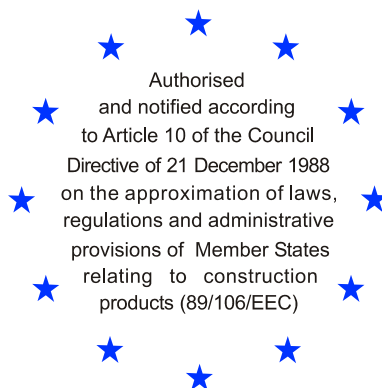 Authorised
and notified according
to Article 10 of the Council
Directive of 21 December 1988
on the approximation of laws,
regulations and administrative
provisions of Member States
relating to construction
products (89/106/EEC)